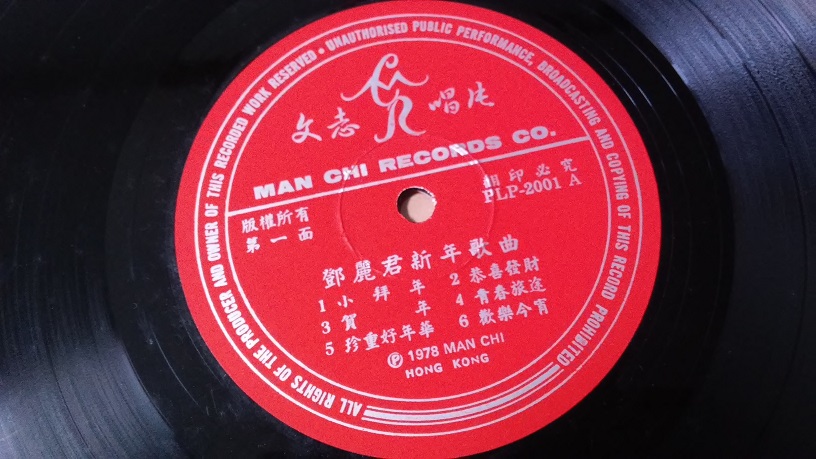 UNAUTHORISED PUBLIC PERFORMANCE, BROADCASTING AND COPYING OF THIS RECORD PROHIBITED
ALL RIGHTS OF THE PRODUCER AND OWNER OF THIS RECORDED WORK RESERVED •
文志 唱片
MAN CHI RECORDS CO.
版權所有 翻印必究
第一面 PLP-2001 A
鄧麗君新年歌曲
1 小拜年 2 恭喜發財
3 賀年 4 青春旅途
5 珍重好年華 6 歡樂今宵
Ⓟ 1978 MAN CHI
HONG KONG